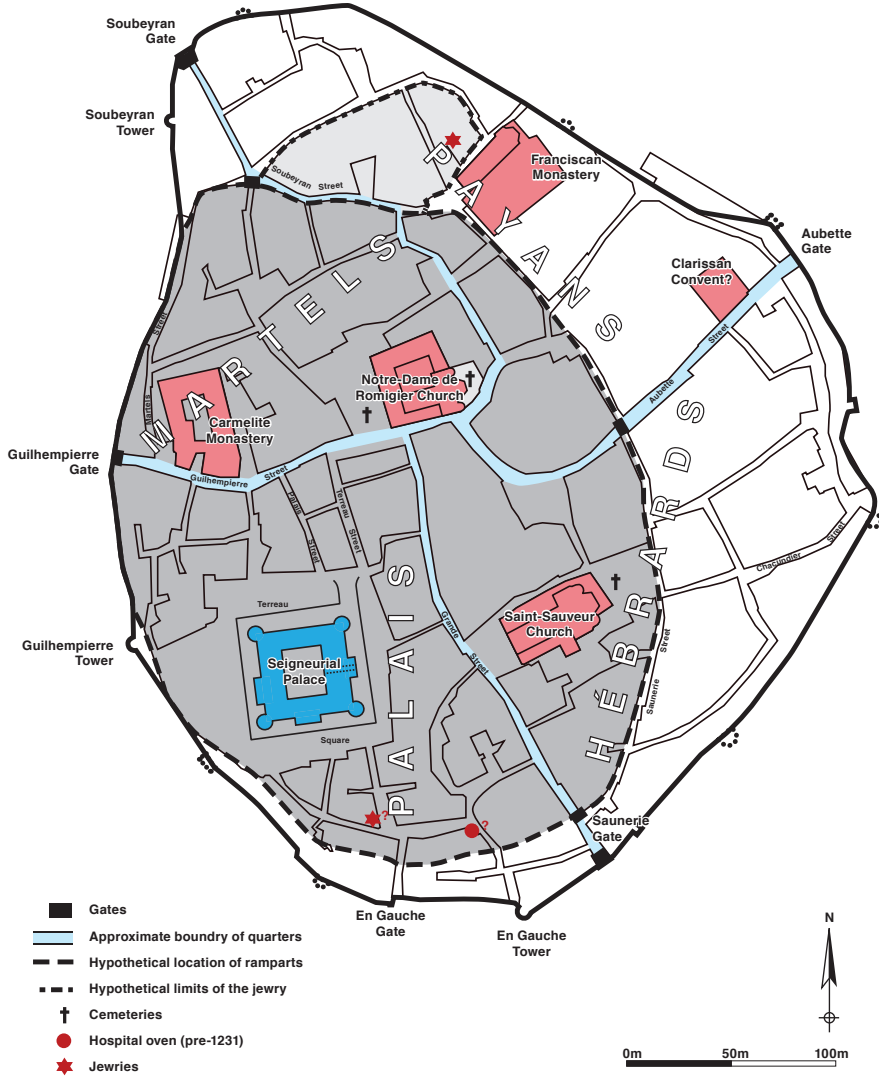 Soubeyran
Gate
Soubeyran
Tower
Soubeyran Street
Franciscan
Monastery
PAYANS
Aubette
Gate
Clarissan
Convent?
MARTELS
Martels Street
Notre-Dame de
Romigier Church
Aubette Street
Carmelite
Monastery
Guilhempierre
Gate
Guilhempierre Street
Palais Street
Terreau Street
HÉBRARDS
Chacundier Street
PALAIS
Terreau
Grande Street
Saint-Sauveur
Church
Guilhempierre
Tower
Seigneurial
Palace
Saunerie Street
Square
?
?
Saunerie
Gate
En Gauche
Gate
En Gauche
Tower
Gates
Approximate boundry of quarters
Hypothetical location of ramparts
Hypothetical limits of the jewry
Cemeteries
Hospital oven (pre-1231)
Jewries
N
0m 50m 100m